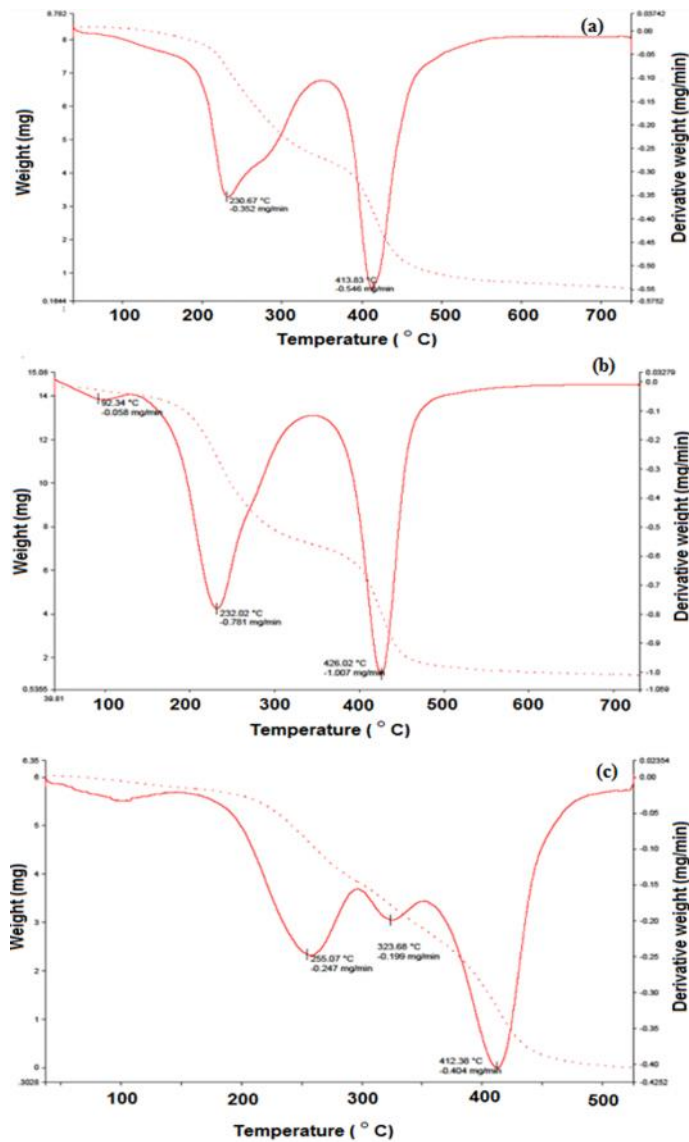 (a)
8.782
8
7
6
5
4
3
2
1
0.1844
Weight (mg)
0.03742
0.00
-0.05
-0.10
-0.15
-0.20
-0.25
-0.30
-0.35
-0.40
-0.45
-0.50
-0.55
-0.5752
Derivative weight (mg/min)
230.67 °C
-0.352 mg/min
413.83 °C
-0.546 mg/min
100 200 300 400 500 600 700
Temperature ( ° C)
(b)
15.08
14
12
10
8
6
4
2
0.5355
Weight (mg)
0.03279
0.0
-0.1
-0.2
-0.3
-0.4
-0.5
-0.6
-0.7
-0.8
-0.9
-1.0
-1.059
Derivative weight (mg/min)
92.34 °C
-0.058 mg/min
232.02 °C
-0.781 mg/min
426.02 °C
-1.007 mg/min
39.81
100 200 300 400 500 600 700
Temperature ( ° C)
(c)
6.35
6
5
4
3
2
1
0
.3028
Weight (mg)
0.02354
0.00
-0.05
-0.10
-0.15
-0.20
-0.25
-0.30
-0.35
-0.40
-0.4252
Derivative weight (mg/min)
255.07 °C
-0.247 mg/min
323.68 °C
-0.199 mg/min
412.36 °C
-0.404 mg/min
100 200 300 400 500
Temperature ( ° C)